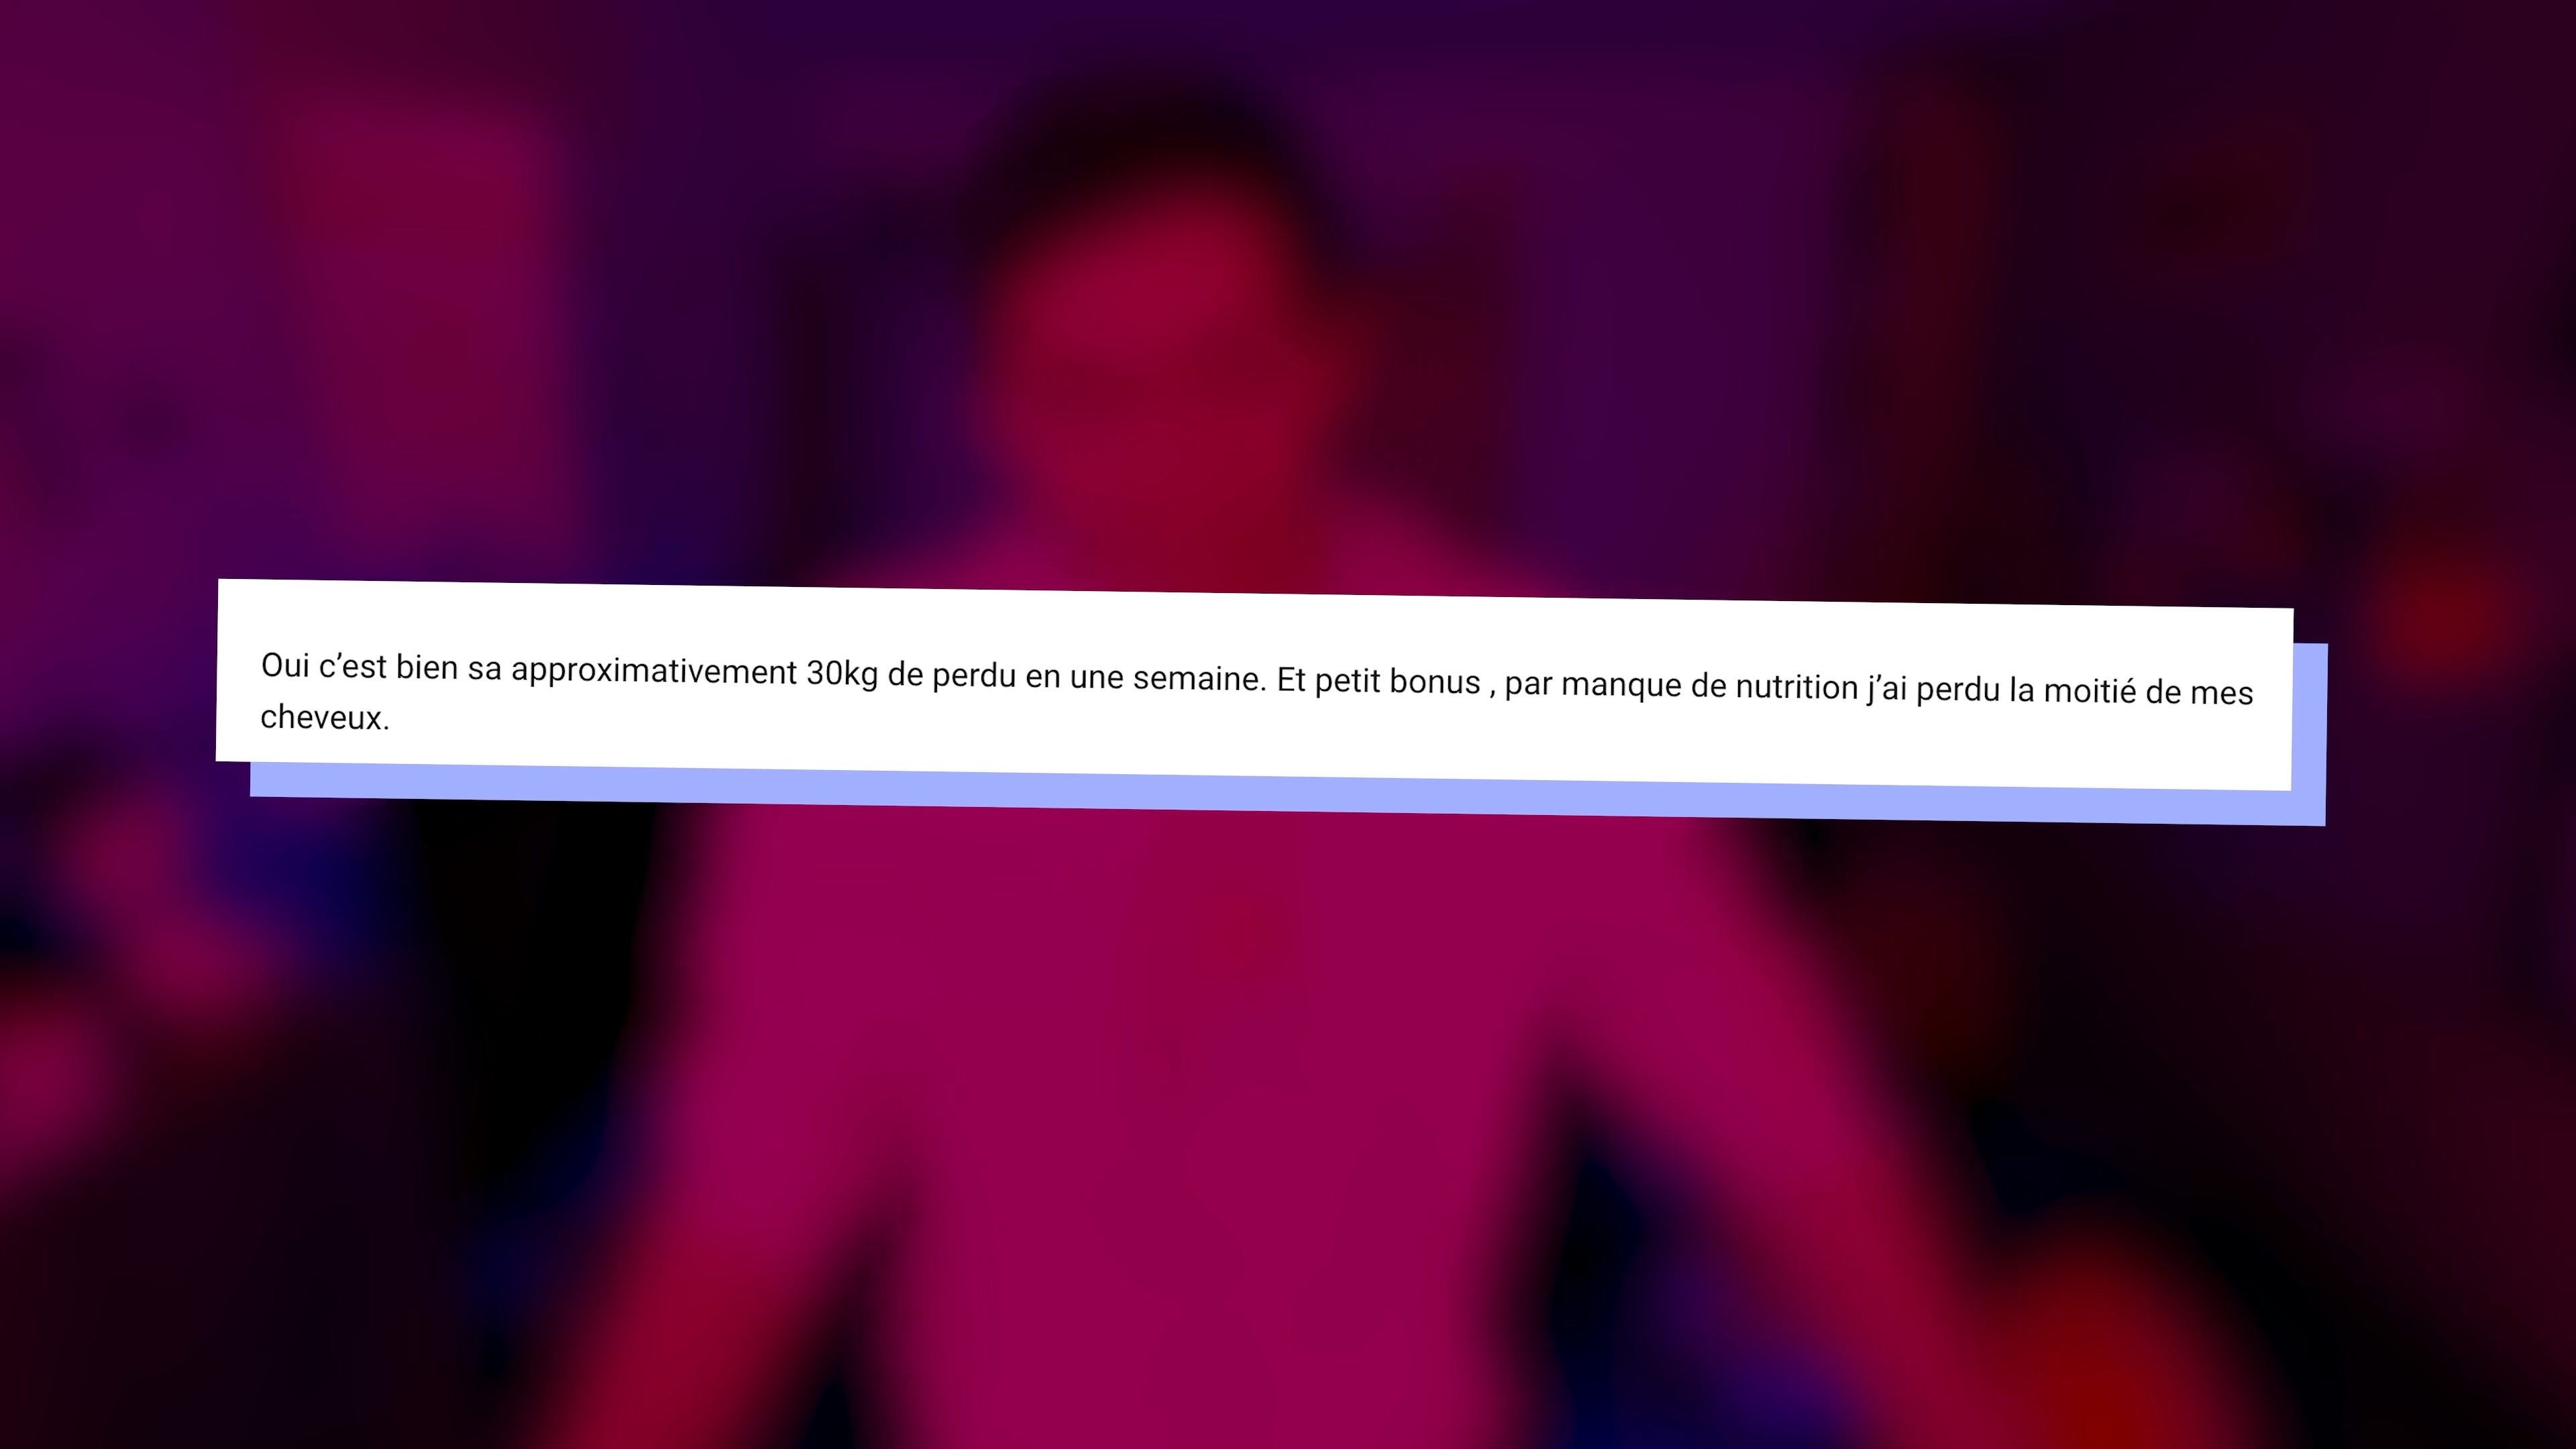 Oui c’est bien sa approximativement 30kg de perdu en une semaine. Et petit bonus , par manque de nutrition j’ai perdu la moitié de mes
cheveux.